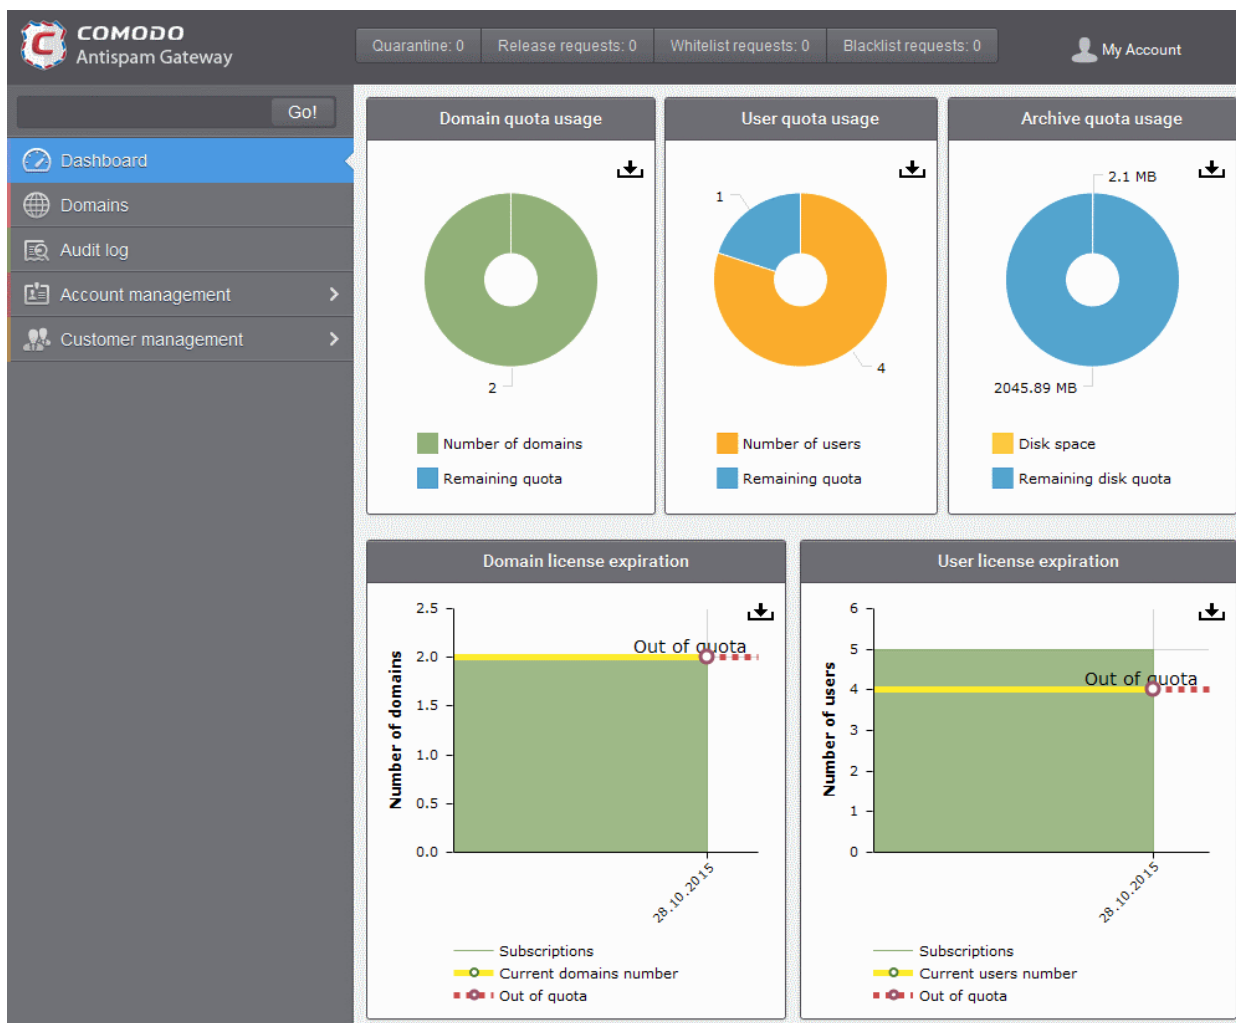 COMODO
Antispam Gateway
Quarantine: 0
Release requests: 0
Whitelist requests: 0
Blacklist requests: 0
My Account
Go!
Dashboard
Domains
Audit log
Account management
Customer management
Domain quota usage
2
Number of domains
Remaining quota
User quota usage
1
4
Number of users
Remaining quota
Archive quota usage
2.1 MB
2045.89 MB
Disk space
Remaining disk quota
Domain license expiration
Number of domains
2.5
2.0
1.5
1.0
0.5
0.0
Out of quota
28.10.2015
Subscriptions
Current domains number
Out of quota
User license expiration
Number of users
6
5
4
3
2
1
0
Out of quota
28.10.2015
Subscriptions
Current users number
Out of quota